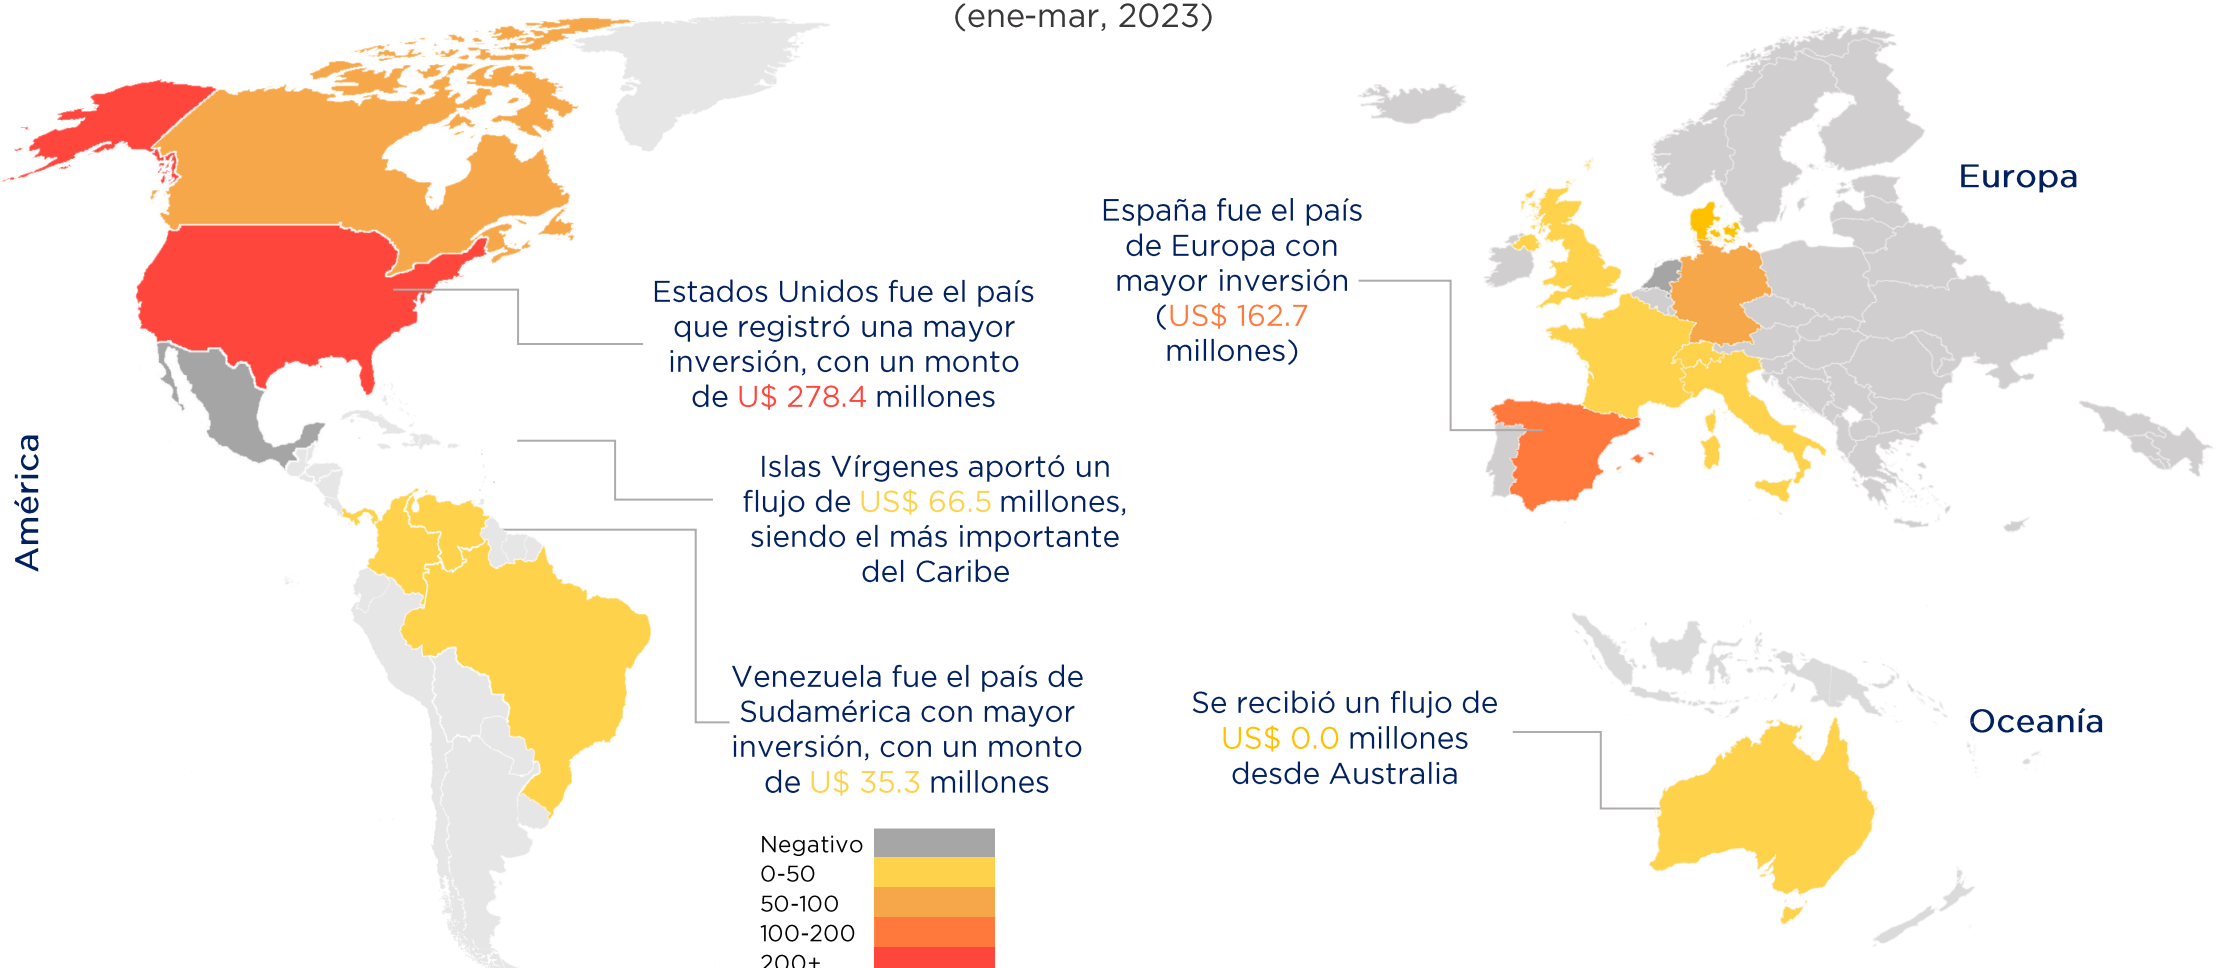 (ene-mar, 2023)
Europa
España fue el país
de Europa con
mayor inversión
(US$ 162.7
millones)
Estados Unidos fue el país
que registró una mayor
inversión, con un monto
de U$ 278.4 millones
América
Islas Vírgenes aportó un
flujo de US$ 66.5 millones,
siendo el más importante
del Caribe
Venezuela fue el país de
Sudamérica con mayor
inversión, con un monto
de U$ 35.3 millones
Se recibió un flujo de
US$ 0.0 millones
desde Australia
Oceanía
Negativo
0-50
50-100
100-200
200+